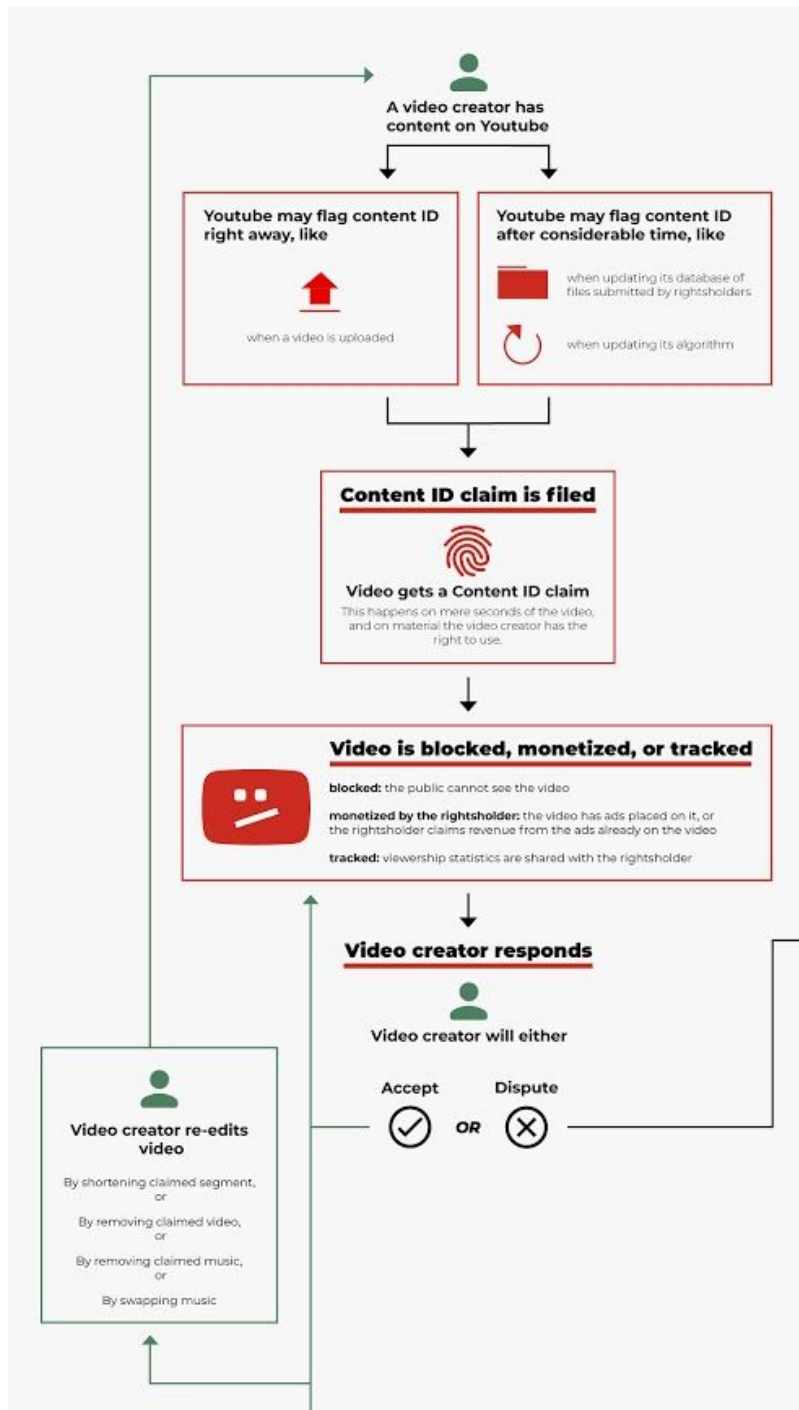 A video creator has
content on Youtube
Youtube may flag content ID
right away, like
when a video is uploaded
Youtube may flag content ID
after considerable time, like
when updating its database of
files submitted by rightsholders
when updating its algorithm
Content ID claim is filed
Video gets a Content ID claim
This happens on mere seconds of the video,
and on material the video creator has the
right to use.
Video is blocked, monetized, or tracked
blocked: the public cannot see the video
monetized by the rightsholder: the video has ads placed on it, or
the rightsholder claims revenue from the ads already on the video
tracked: viewership statistics are shared with the rightsholder
Video creator responds
Video creator will either
Accept
OR
Dispute
Video creator re-edits
video
By shortening claimed segment,
or
By removing claimed video,
or
By removing claimed music,
or
By swapping music